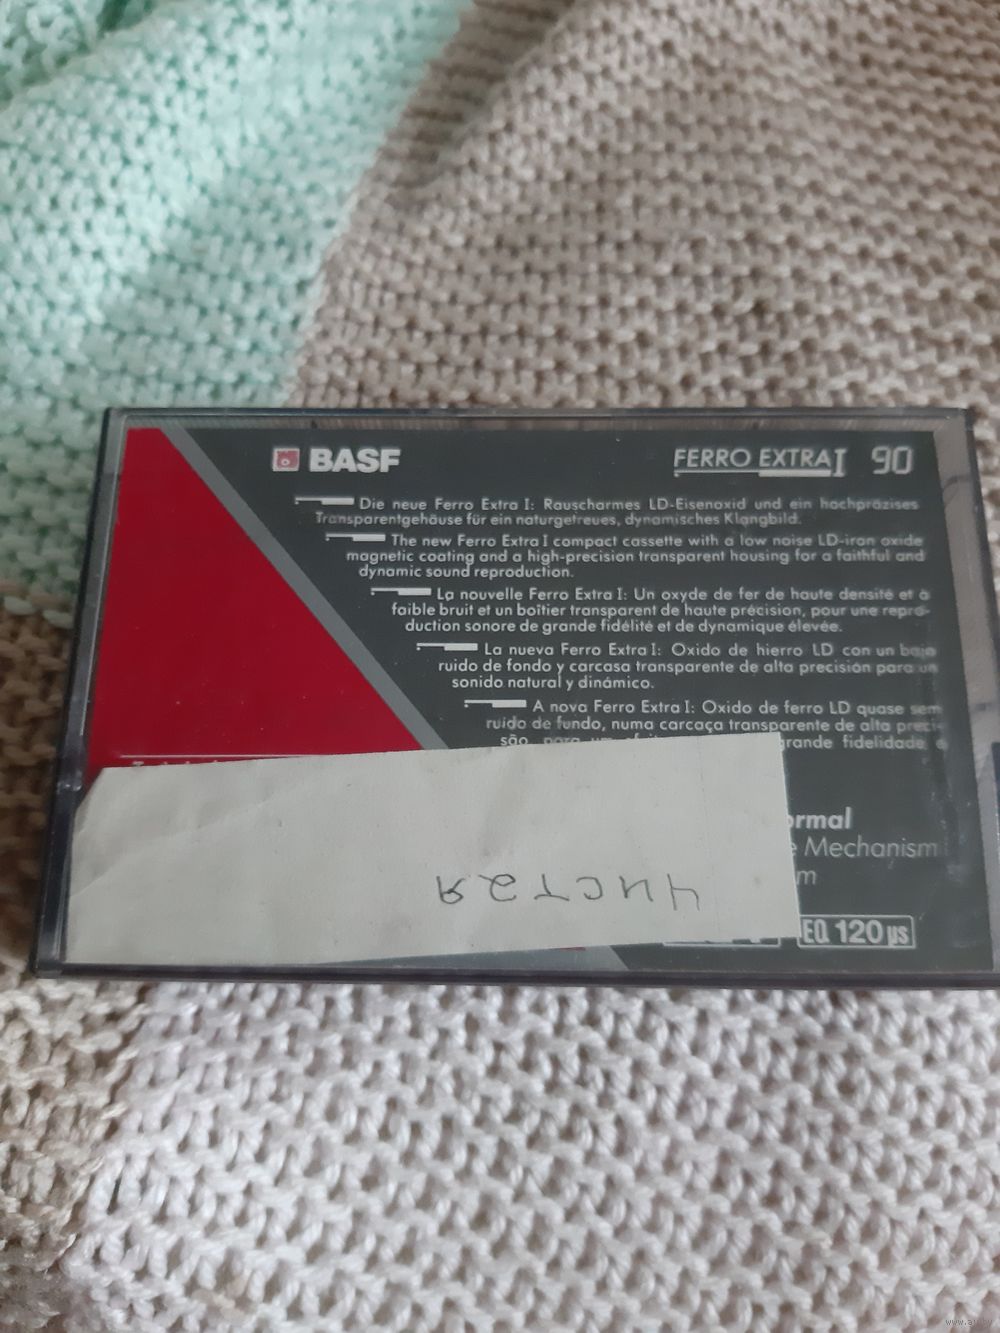 BASF
FERRO EXTRA I 90
Die neue Ferro Extra I: Rauscharmes LD-Eisenoxid und ein hochpräzises
Transparentgehäuse für ein naturgetreues, dynamisches Klangbild.
The new Ferro Extra I compact cassette with a low noise LD-iron oxide
magnetic coating and a high-precision transparent housing for a faithful and
dynamic sound reproduction.
La nouvelle Ferro Extra I: Un oxyde de fer de haute densité et à
faible bruit et un boîtier transparent de haute précision, pour une repro-
duction sonore de grande fidélité et de dynamique élevée.
La nueva Ferro Extra I: Oxido de hierro LD con un bajo
ruido de fondo y carcasa transparente de alta precisión para un
sonido natural y dinámico.
A nova Ferro Extra I: Oxido de ferro LD quase sem
ruído de fundo, numa carcaça transparente de alta preci-
são, para grande fidelidade e
Mechanism
EQ 120 µs
Чистая